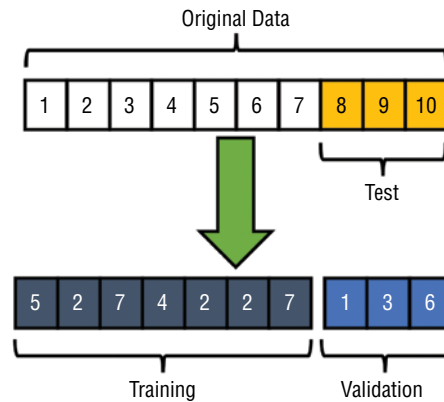 Original Data
1 2 3 4 5 6 7 8 9 10
Test
5 2 7 4 2 2 7 1 3 6
Training Validation